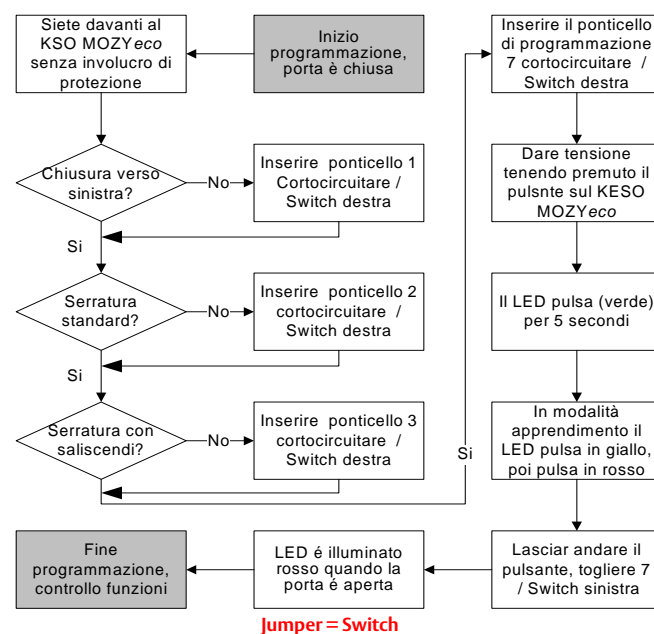 Inizio
programmazione,
porta è chiusa
Siete davanti al
KSO MOZYeco
senza involucro di
protezione
Chiusura verso
sinistra?
No
Inserire ponticello 1
Cortocircuitare /
Switch destra
Si
Serratura
standard?
No
Inserire ponticello 2
cortocircuitare /
Switch destra
Si
Serratura con
saliscendi?
No
Inserire ponticello 3
cortocircuitare /
Switch destra
Si
Inserire il ponticello
di programmazione
7 cortocircuitare /
Switch destra
Dare tensione
tenendo premuto il
pulsnte sul KESO
MOZYeco
Il LED pulsa (verde)
per 5 secondi
In modalità
apprendimento il
LED pulsa in giallo,
poi pulsa in rosso
Lasciar andare il
pulsante, togliere 7
/ Switch sinistra
LED é illuminato
rosso quando la
porta é aperta
Fine
programmazione,
controllo funzioni
Jumper = Switch